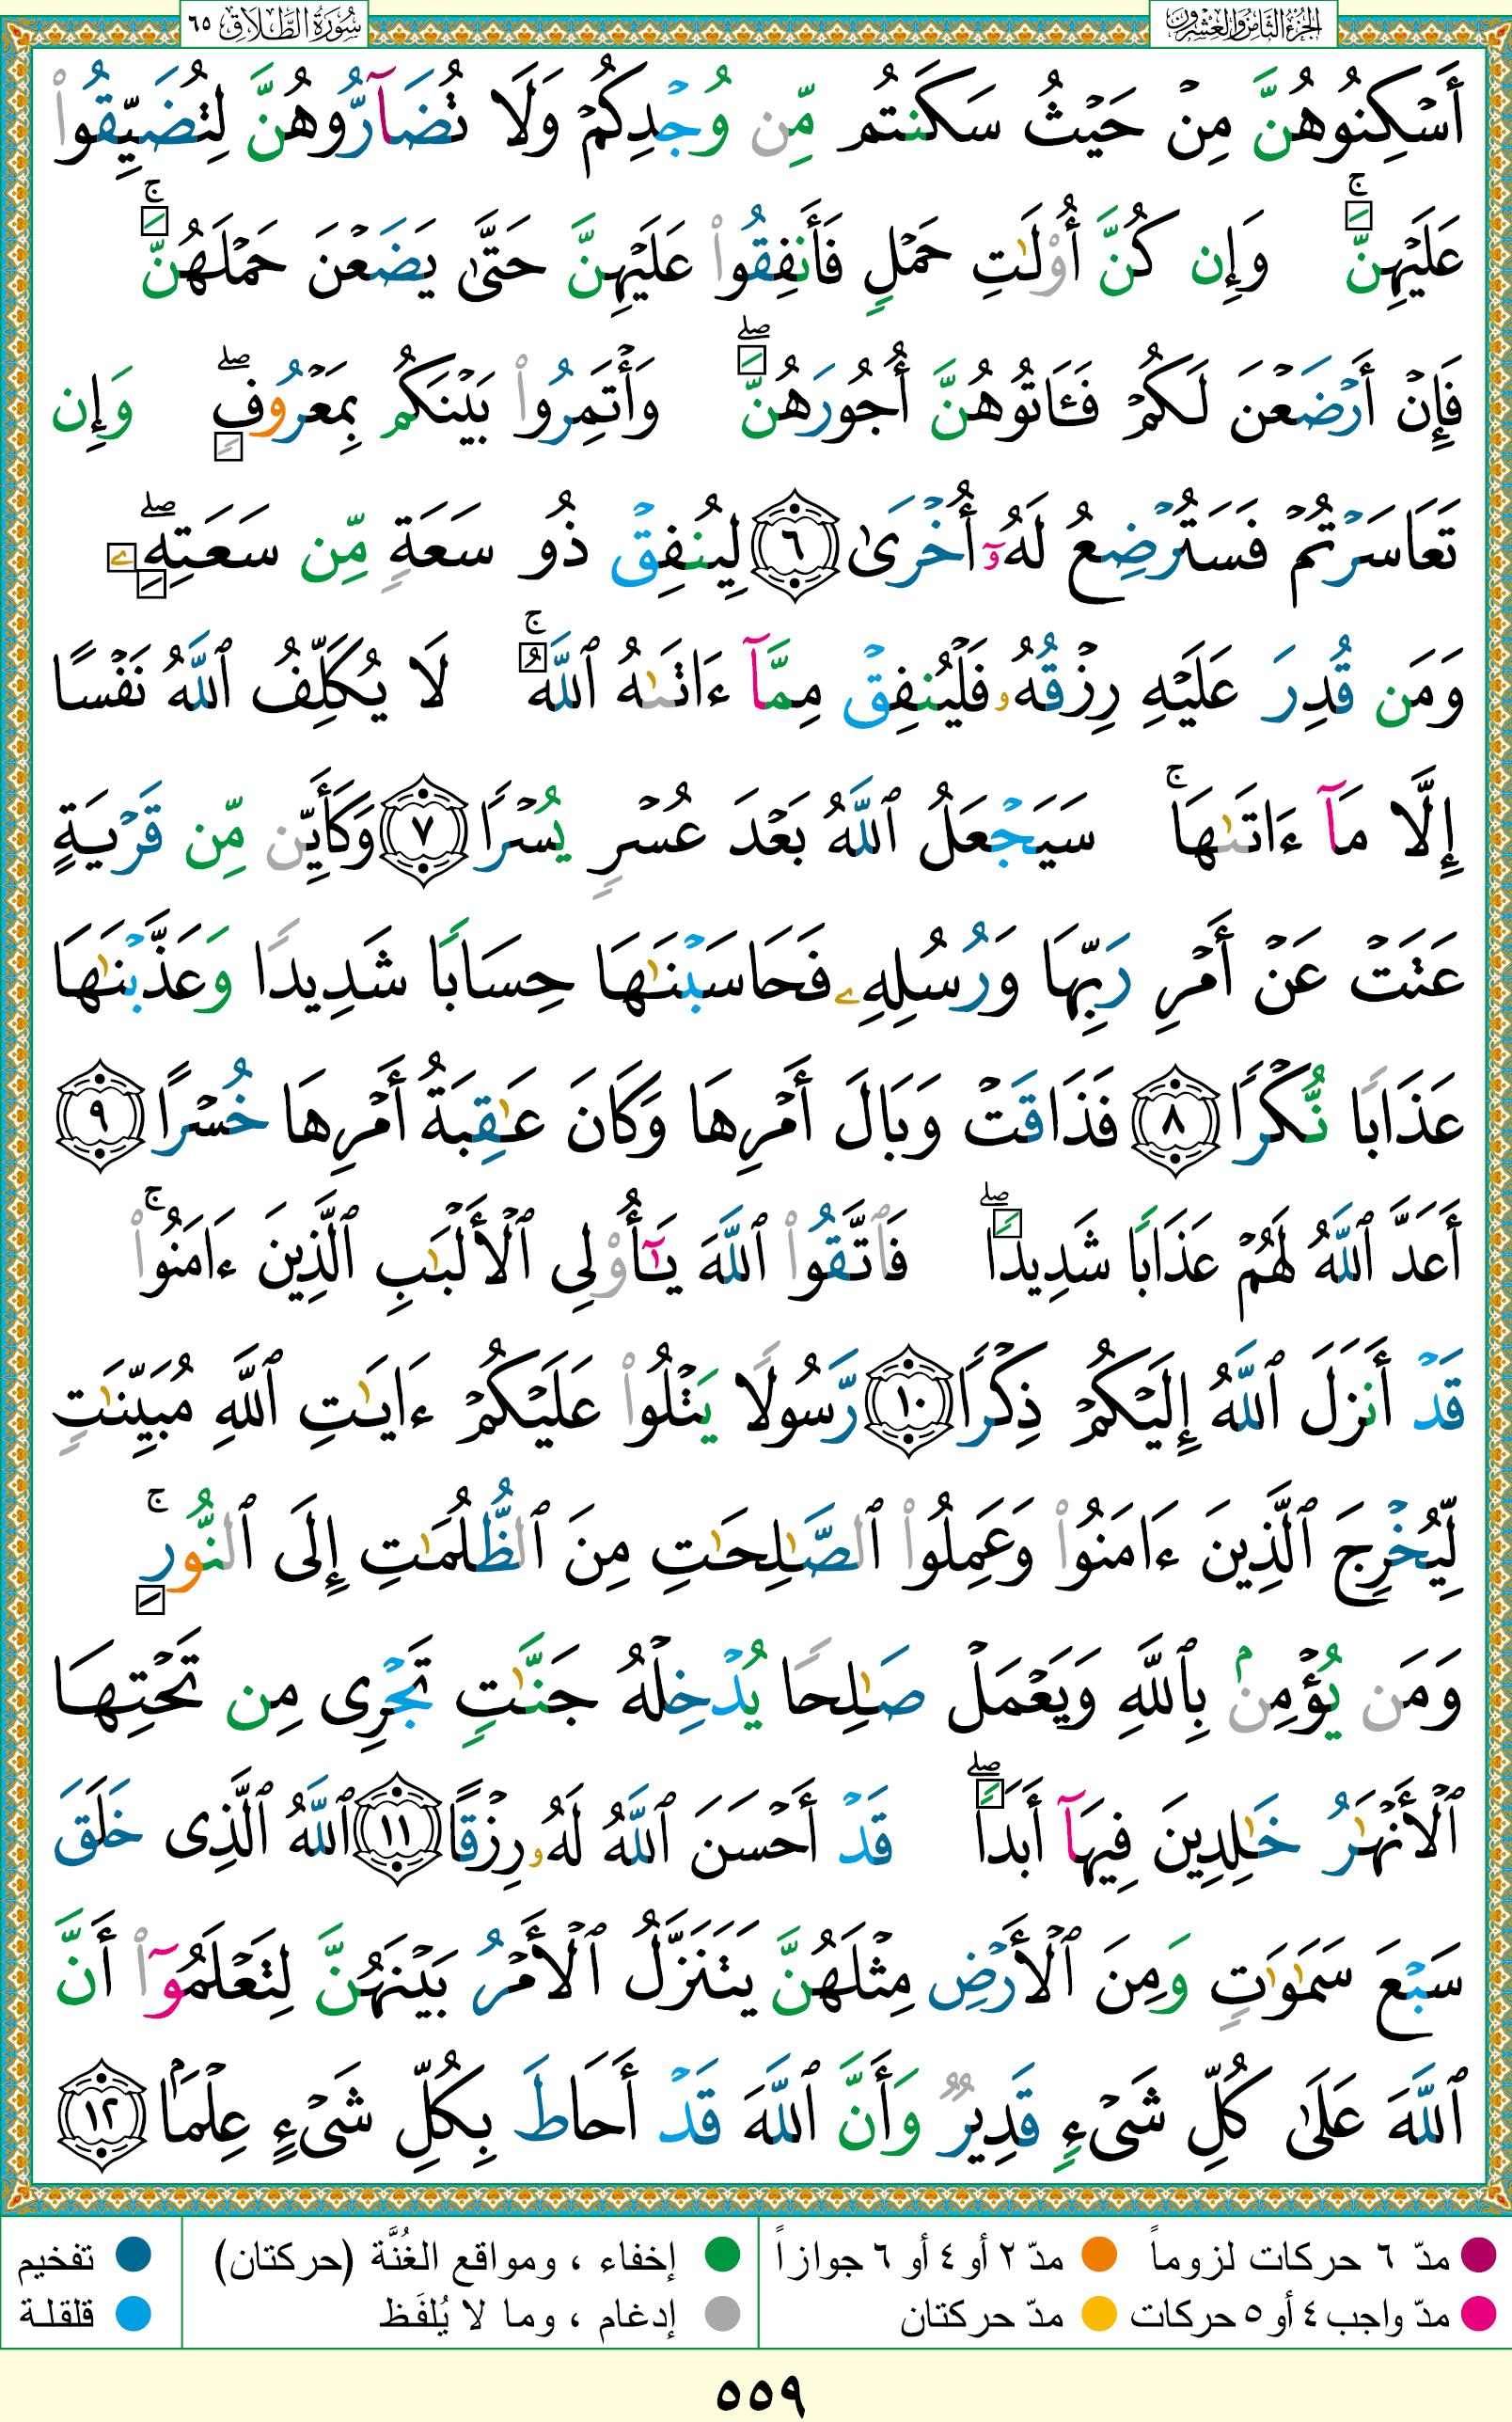 الجزء الثامن والعشرون
سورة الطلاق ٦٥
أَسْكِنُوهُنَّ مِنْ حَيْثُ سَكَنتُم مِّن وُجْدِكُمْ وَلَا تُضَآرُّوهُنَّ لِتُضَيِّقُوا۟
عَلَيْهِنَّ ۚ وَإِن كُنَّ أُو۟لَـٰتِ حَمْلٍ فَأَنفِقُوا۟ عَلَيْهِنَّ حَتَّىٰ يَضَعْنَ حَمْلَهُنَّ ۚ
فَإِنْ أَرْضَعْنَ لَكُمْ فَـَٔاتُوهُنَّ أُجُورَهُنَّ ۖ وَأْتَمِرُوا۟ بَيْنَكُم بِمَعْرُوفٍ ۖ وَإِن
تَعَاسَرْتُمْ فَسَتُرْضِعُ لَهُۥٓ أُخْرَىٰ ٦ لِيُنفِقْ ذُو سَعَةٍ مِّن سَعَتِهِۦ ۖ
وَمَن قُدِرَ عَلَيْهِ رِزْقُهُۥ فَلْيُنفِقْ مِمَّآ ءَاتَىٰهُ ٱللَّهُ ۚ لَا يُكَلِّفُ ٱللَّهُ نَفْسًا
إِلَّا مَآ ءَاتَىٰهَا ۚ سَيَجْعَلُ ٱللَّهُ بَعْدَ عُسْرٍ يُسْرًا ٧ وَكَأَيِّن مِّن قَرْيَةٍ
عَتَتْ عَنْ أَمْرِ رَبِّهَا وَرُسُلِهِۦ فَحَاسَبْنَـٰهَا حِسَابًا شَدِيدًا وَعَذَّبْنَـٰهَا
عَذَابًا نُّكْرًا ٨ فَذَاقَتْ وَبَالَ أَمْرِهَا وَكَانَ عَـٰقِبَةُ أَمْرِهَا خُسْرًا ٩
أَعَدَّ ٱللَّهُ لَهُمْ عَذَابًا شَدِيدًا ۖ فَٱتَّقُوا۟ ٱللَّهَ يَـٰٓأُو۟لِى ٱلْأَلْبَـٰبِ ٱلَّذِينَ ءَامَنُوا۟ ۚ
قَدْ أَنزَلَ ٱللَّهُ إِلَيْكُمْ ذِكْرًا ١٠ رَّسُولًا يَتْلُوا۟ عَلَيْكُمْ ءَايَـٰتِ ٱللَّهِ مُبَيِّنَـٰتٍ
لِّيُخْرِجَ ٱلَّذِينَ ءَامَنُوا۟ وَعَمِلُوا۟ ٱلصَّـٰلِحَـٰتِ مِنَ ٱلظُّلُمَـٰتِ إِلَى ٱلنُّورِ ۚ
وَمَن يُؤْمِنۢ بِٱللَّهِ وَيَعْمَلْ صَـٰلِحًا يُدْخِلْهُ جَنَّـٰتٍ تَجْرِى مِن تَحْتِهَا
ٱلْأَنْهَـٰرُ خَـٰلِدِينَ فِيهَآ أَبَدًا ۖ قَدْ أَحْسَنَ ٱللَّهُ لَهُۥ رِزْقًا ١١ ٱللَّهُ ٱلَّذِى خَلَقَ
سَبْعَ سَمَـٰوَٰتٍ وَمِنَ ٱلْأَرْضِ مِثْلَهُنَّ يَتَنَزَّلُ ٱلْأَمْرُ بَيْنَهُنَّ لِتَعْلَمُوٓا۟ أَنَّ
ٱللَّهَ عَلَىٰ كُلِّ شَىْءٍ قَدِيرٌ وَأَنَّ ٱللَّهَ قَدْ أَحَاطَ بِكُلِّ شَىْءٍ عِلْمًۢا ١٢
مدّ ٦ حركات لزوماً مدّ ٢ أو ٤ أو ٦ جوازاً إخفاء ، ومواقع الغُنَّة (حركتان) تفخيم
مدّ واجب ٤ أو ٥ حركات مدّ حركتان إدغام ، وما لا يُلفَظ قلقلة
٥٥٩